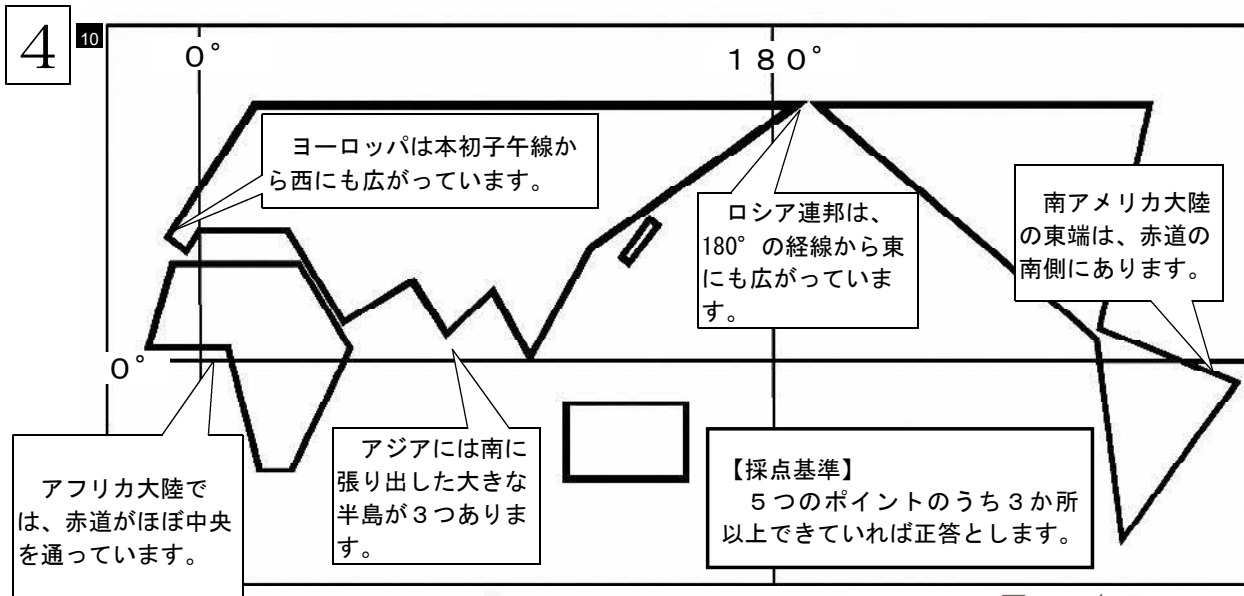 4
10
０°
１８０°
ヨーロッパは本初子午線か
ら西にも広がっています。
ロシア連邦は、
180°の経線から東
にも広がっていま
す。
南アメリカ大陸
の東端は、赤道の
南側にあります。
０°
アフリカ大陸で
は、赤道がほぼ中央
を通っています。
アジアには南に
張り出した大きな
半島が３つありま
す。
【採点基準】
５つのポイントのうち３か所
以上できていれば正答とします。